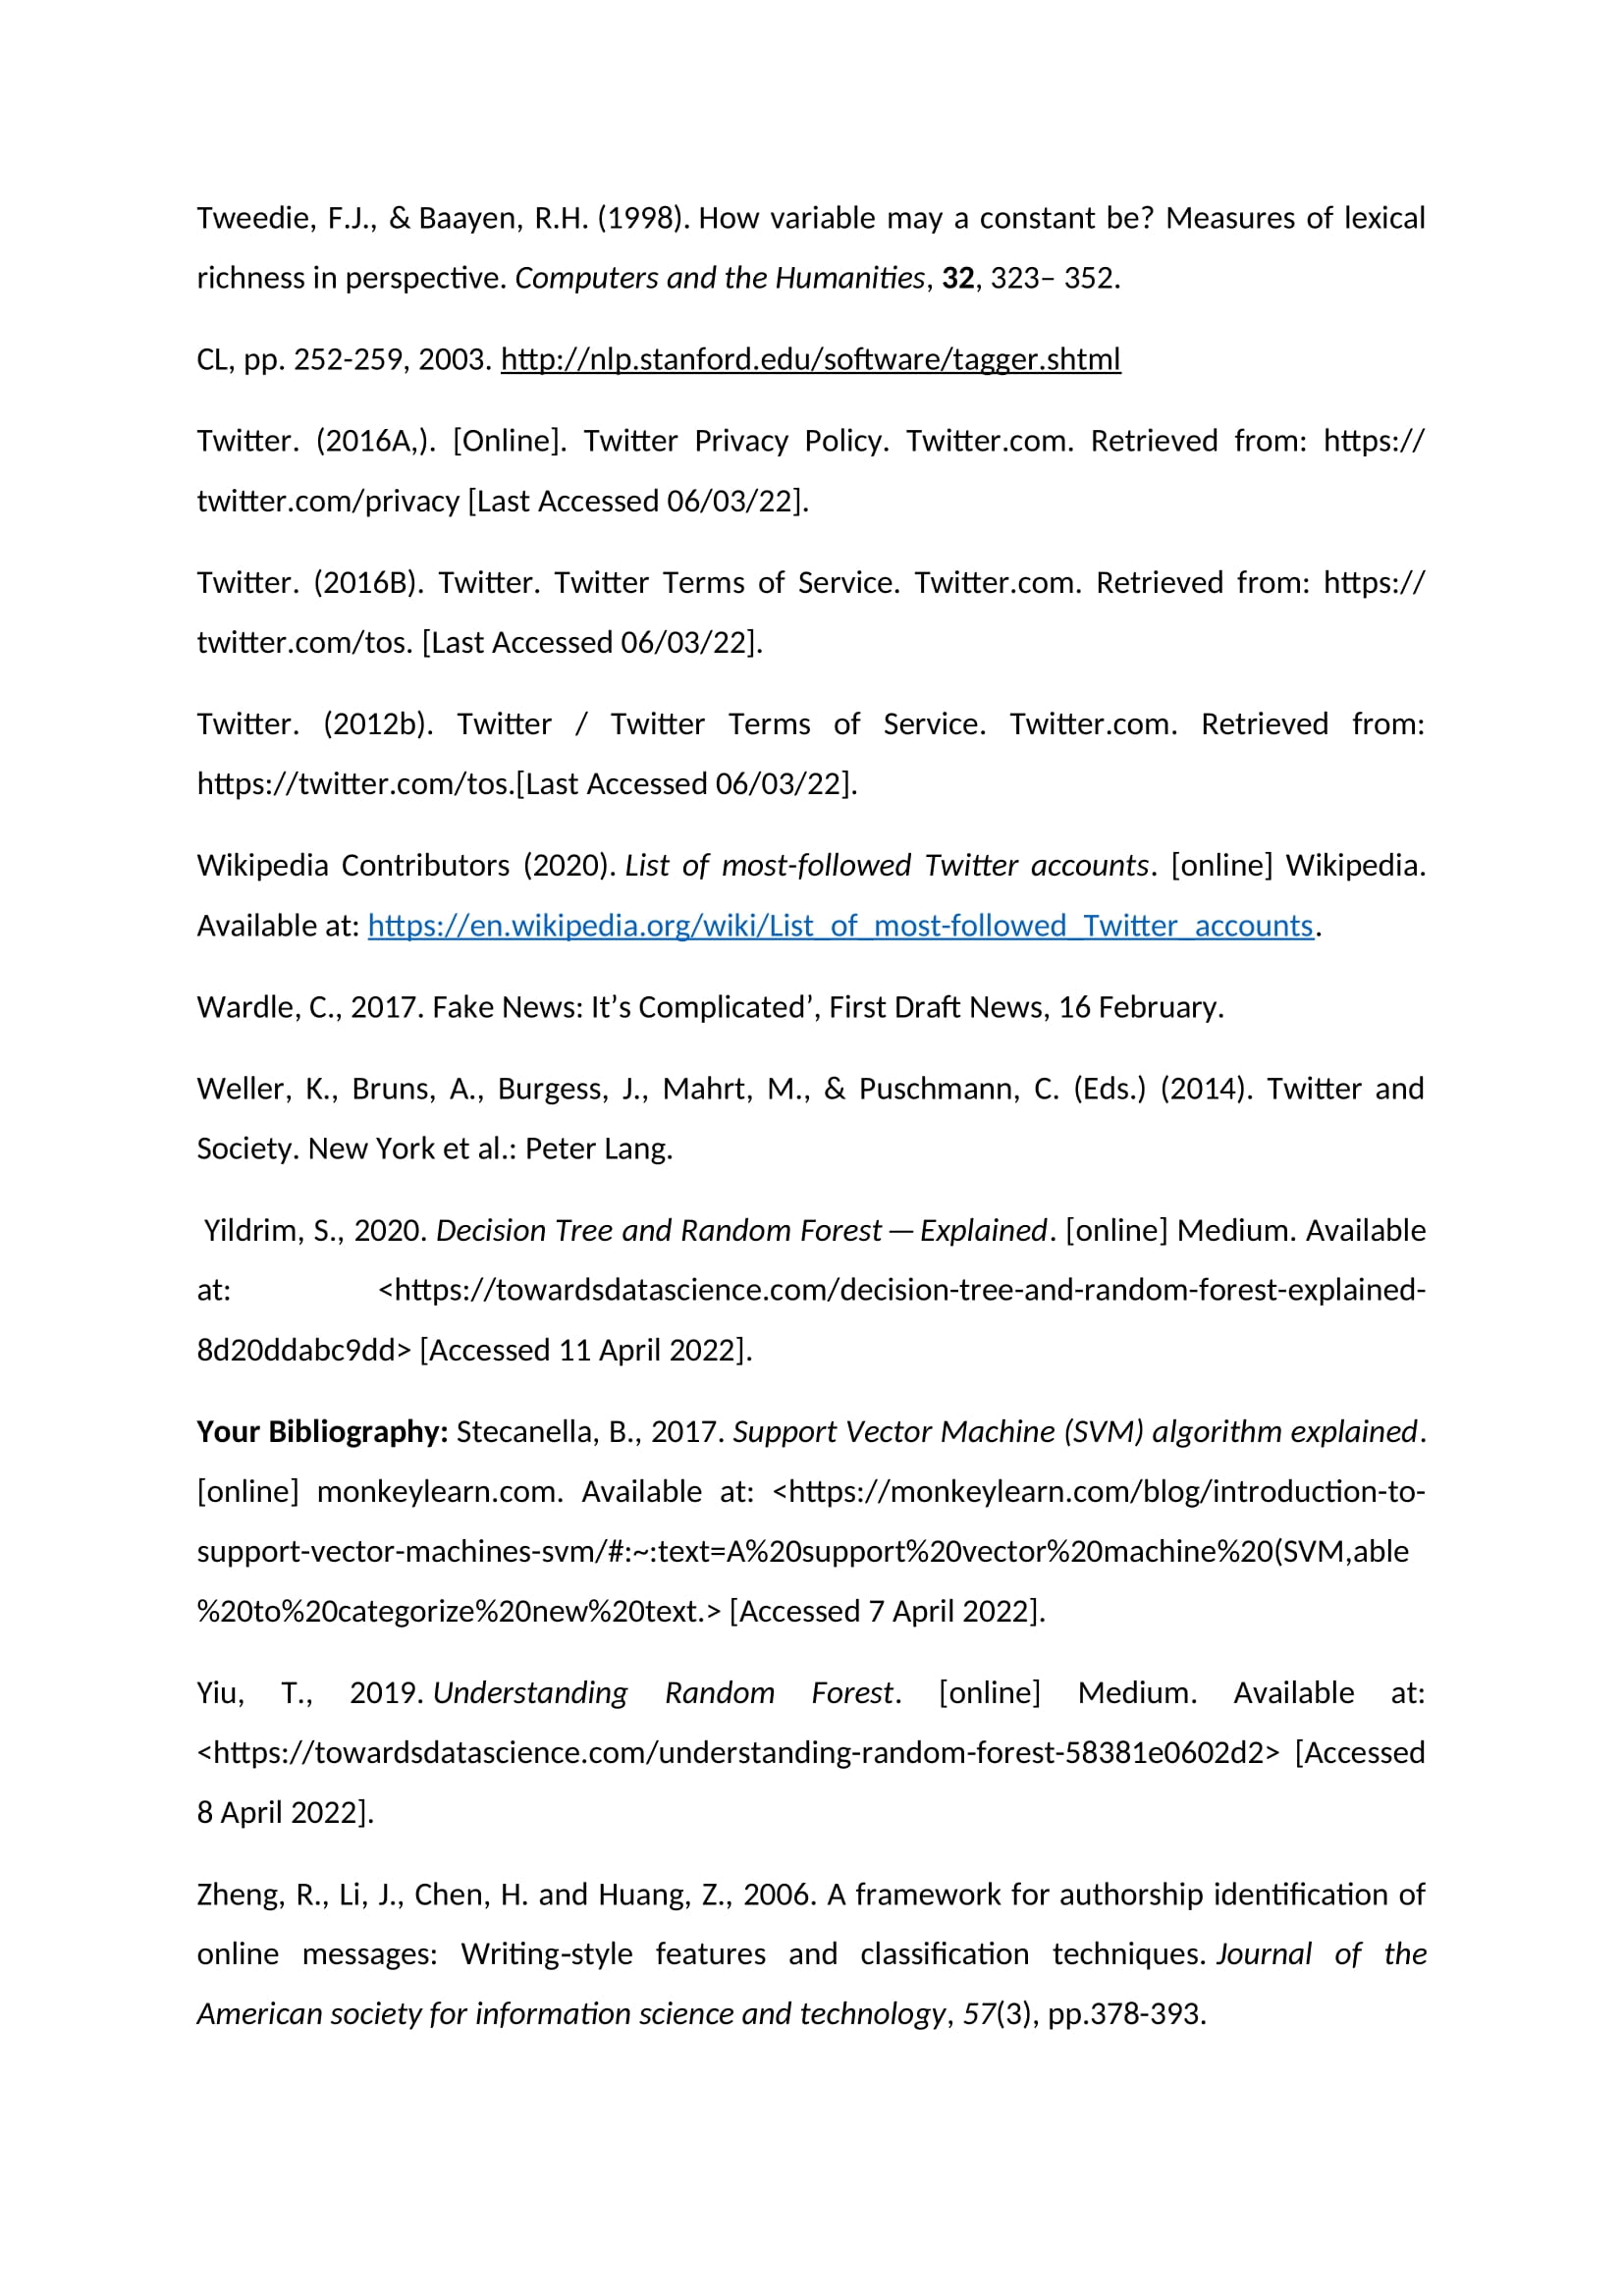 Tweedie, F.J., & Baayen, R.H. (1998). How variable may a constant be? Measures of lexical
richness in perspective. Computers and the Humanities, 32, 323– 352.
CL, pp. 252-259, 2003. http://nlp.stanford.edu/software/tagger.shtml
Twitter. (2016A,). [Online]. Twitter Privacy Policy. Twitter.com. Retrieved from: https://
twitter.com/privacy [Last Accessed 06/03/22].
Twitter. (2016B). Twitter. Twitter Terms of Service. Twitter.com. Retrieved from: https://
twitter.com/tos. [Last Accessed 06/03/22].
Twitter. (2012b). Twitter / Twitter Terms of Service. Twitter.com. Retrieved from:
https://twitter.com/tos.[Last Accessed 06/03/22].
Wikipedia Contributors (2020). List of most-followed Twitter accounts. [online] Wikipedia.
Available at: https://en.wikipedia.org/wiki/List_of_most-followed_Twitter_accounts.
Wardle, C., 2017. Fake News: It’s Complicated’, First Draft News, 16 February.
Weller, K., Bruns, A., Burgess, J., Mahrt, M., & Puschmann, C. (Eds.) (2014). Twitter and
Society. New York et al.: Peter Lang.
Yildrim, S., 2020. Decision Tree and Random Forest — Explained. [online] Medium. Available
at: <https://towardsdatascience.com/decision-tree-and-random-forest-explained-
8d20ddabc9dd> [Accessed 11 April 2022].
Your Bibliography: Stecanella, B., 2017. Support Vector Machine (SVM) algorithm explained.
[online] monkeylearn.com. Available at: <https://monkeylearn.com/blog/introduction-to-
support-vector-machines-svm/#:~:text=A%20support%20vector%20machine%20(SVM,able
%20to%20categorize%20new%20text.> [Accessed 7 April 2022].
Yiu, T., 2019. Understanding Random Forest. [online] Medium. Available at:
<https://towardsdatascience.com/understanding-random-forest-58381e0602d2> [Accessed
8 April 2022].
Zheng, R., Li, J., Chen, H. and Huang, Z., 2006. A framework for authorship identification of
online messages: Writing-style features and classification techniques. Journal of the
American society for information science and technology, 57(3), pp.378-393.